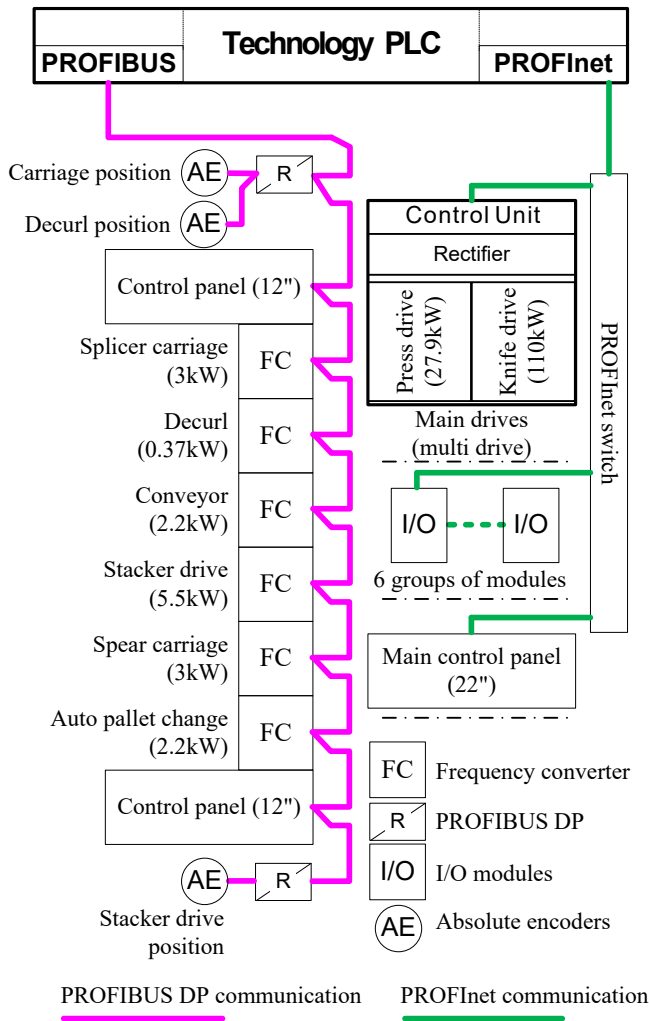 Technology PLC
PROFIBUS
PROFInet
Carriage position
AE
R
Decurl position
AE
Control panel (12")
Splicer carriage
(3kW)
FC
Decurl
(0.37kW)
FC
Conveyor
(2.2kW)
FC
Stacker drive
(5.5kW)
FC
Spear carriage
(3kW)
FC
Auto pallet change
(2.2kW)
FC
Control panel (12")
AE
R
Stacker drive
position
Control Unit
Rectifier
Press drive
(27.9kW)
Knife drive
(110kW)
Main drives
(multi drive)
PROFInet switch
I/O
I/O
6 groups of modules
Main control panel
(22")
FC
Frequency converter
R
PROFIBUS DP
I/O
I/O modules
AE
Absolute encoders
PROFIBUS DP communication
PROFInet communication